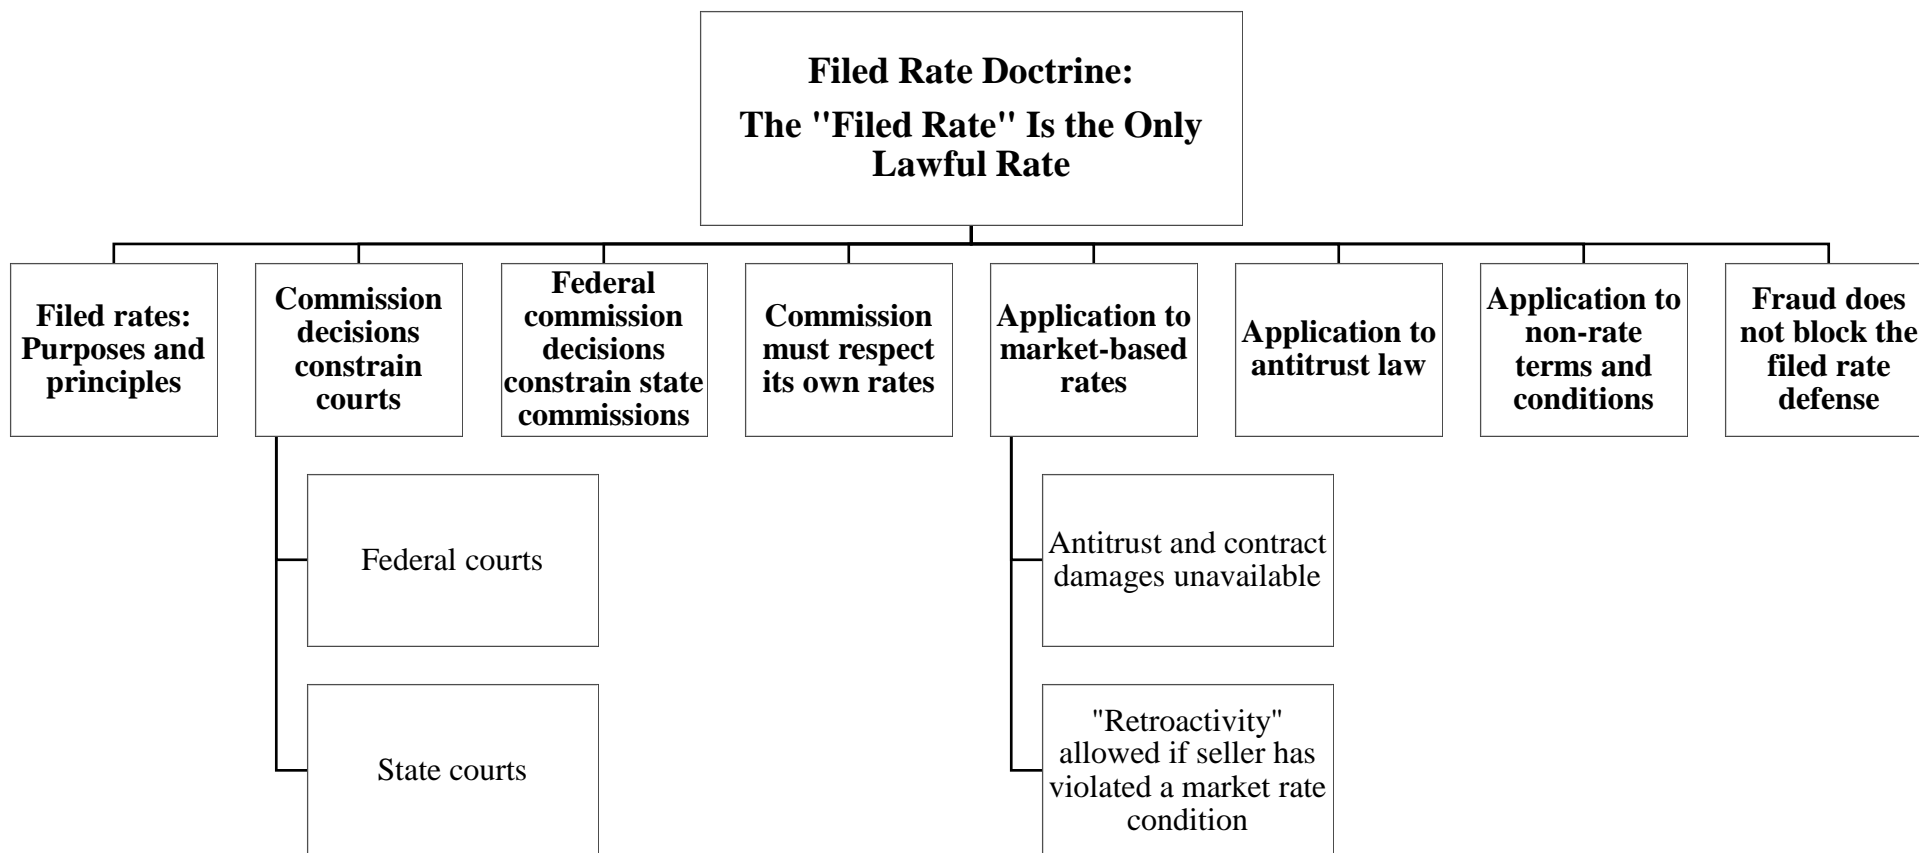 Filed Rate Doctrine:
The "Filed Rate" Is the Only
Lawful Rate
Filed rates:
Purposes and
principles
Commission
decisions
constrain
courts
Federal
commission
decisions
constrain state
commissions
Commission
must respect
its own rates
Application to
market-based
rates
Application to
antitrust law
Application to
non-rate
terms and
conditions
Fraud does
not block the
filed rate
defense
Federal courts
State courts
Antitrust and contract
damages unavailable
"Retroactivity"
allowed if seller has
violated a market rate
condition